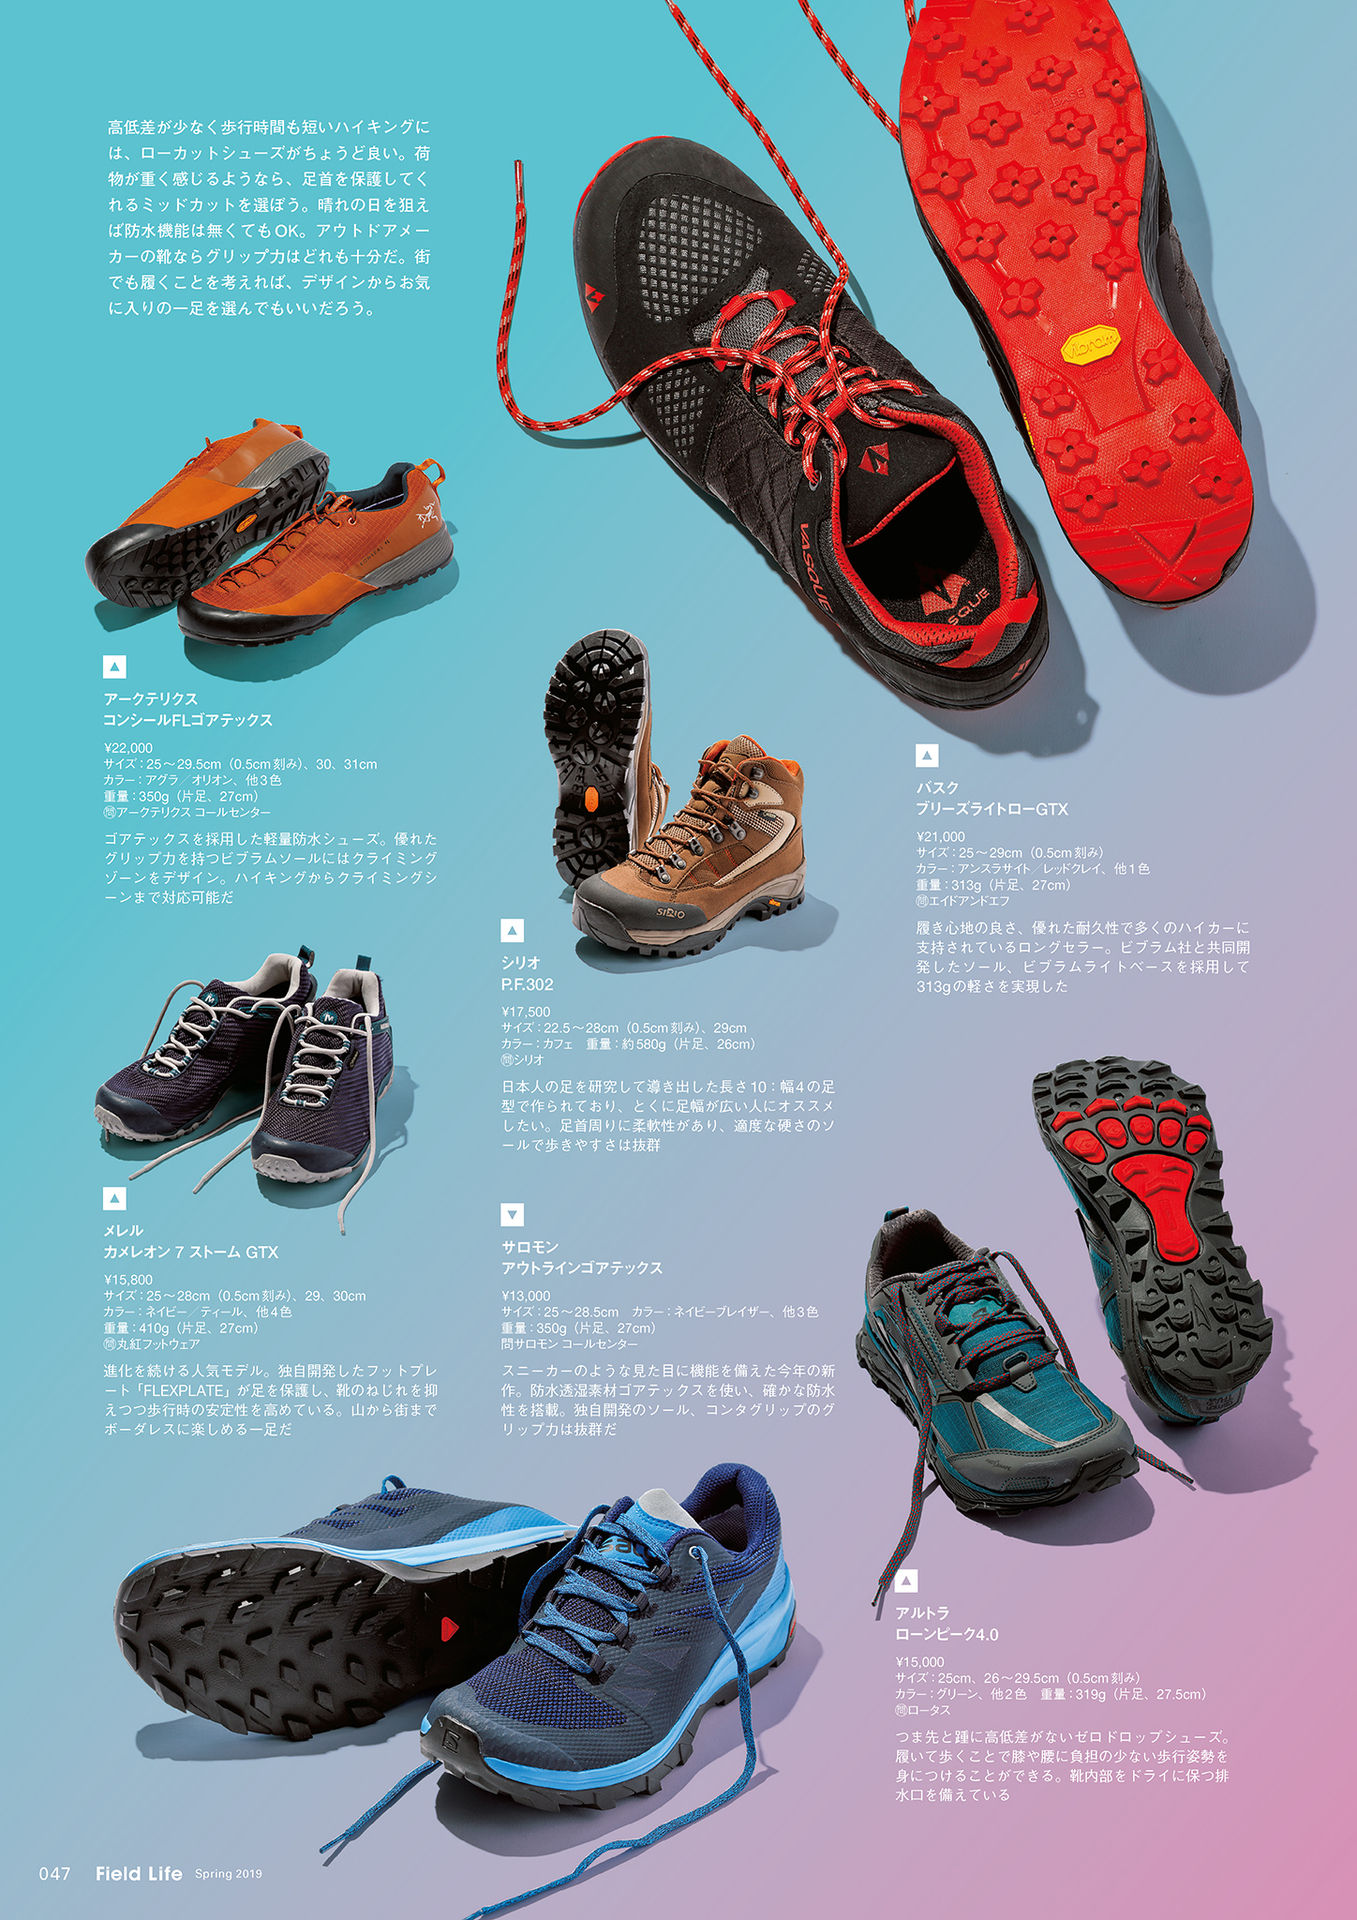 高低差が少なく歩行時間も短いハイキングに
は、ローカットシューズがちょうど良い。荷
物が重く感じるようなら、足首を保護してく
れるミッドカットを選ぼう。晴れの日を狙え
ば防水機能は無くてもOK。アウトドアメー
カーの靴ならグリップ力はどれも十分だ。街
でも履くことを考えれば、デザインからお気
に入りの一足を選んでもいいだろう。
vibram
VASQUE
SQUE
アークテリクス
コンシールFLゴアテックス
¥22,000
サイズ：25〜29.5cm（0.5cm刻み）、30、31cm
カラー：アグラ／オリオン、他3色
重量：350g（片足、27cm）
㉄アークテリクス コールセンター
ゴアテックスを採用した軽量防水シューズ。優れた
グリップ力を持つビブラムソールにはクライミング
ゾーンをデザイン。ハイキングからクライミングシ
ーンまで対応可能だ
SIRIO
シリオ
P.F.302
¥17,500
サイズ：22.5〜28cm（0.5cm刻み）、29cm
カラー：カフェ　重量：約580g（片足、26cm）
㉄シリオ
日本人の足を研究して導き出した長さ10：幅4の足
型で作られており、とくに足幅が広い人にオススメ
したい。足首周りに柔軟性があり、適度な硬さのソ
ールで歩きやすさは抜群
バスク
ブリーズライトローGTX
¥21,000
サイズ：25〜29cm（0.5cm刻み）
カラー：アンスラサイト／レッドクレイ、他1色
重量：313g（片足、27cm）
㉄エイドアンドエフ
履き心地の良さ、優れた耐久性で多くのハイカーに
支持されているロングセラー。ビブラム社と共同開
発したソール、ビブラムライトベースを採用して
313gの軽さを実現した
メレル
カメレオン 7 ストーム GTX
¥15,800
サイズ：25〜28cm（0.5cm刻み）、29、30cm
カラー：ネイビー／ティール、他4色
重量：410g（片足、27cm）
㉄丸紅フットウェア
進化を続ける人気モデル。独自開発したフットプレ
ート「FLEXPLATE」が足を保護し、靴のねじれを抑
えつつ歩行時の安定性を高めている。山から街まで
ボーダレスに楽しめる一足だ
サロモン
アウトラインゴアテックス
¥13,000
サイズ：25〜28.5cm　カラー：ネイビーブレイザー、他3色
重量：350g（片足、27cm）
問サロモン コールセンター
スニーカーのような見た目に機能を備えた今年の新
作。防水透湿素材ゴアテックスを使い、確かな防水
性を搭載。独自開発のソール、コンタグリップのグ
リップ力は抜群だ
アルトラ
ローンピーク4.0
¥15,000
サイズ：25cm、26〜29.5cm（0.5cm刻み）
カラー：グリーン、他2色　重量：319g（片足、27.5cm）
㉄ロータス
つま先と踵に高低差がないゼロドロップシューズ。
履いて歩くことで膝や腰に負担の少ない歩行姿勢を
身につけることができる。靴内部をドライに保つ排
水口を備えている
047 Field Life Spring 2019